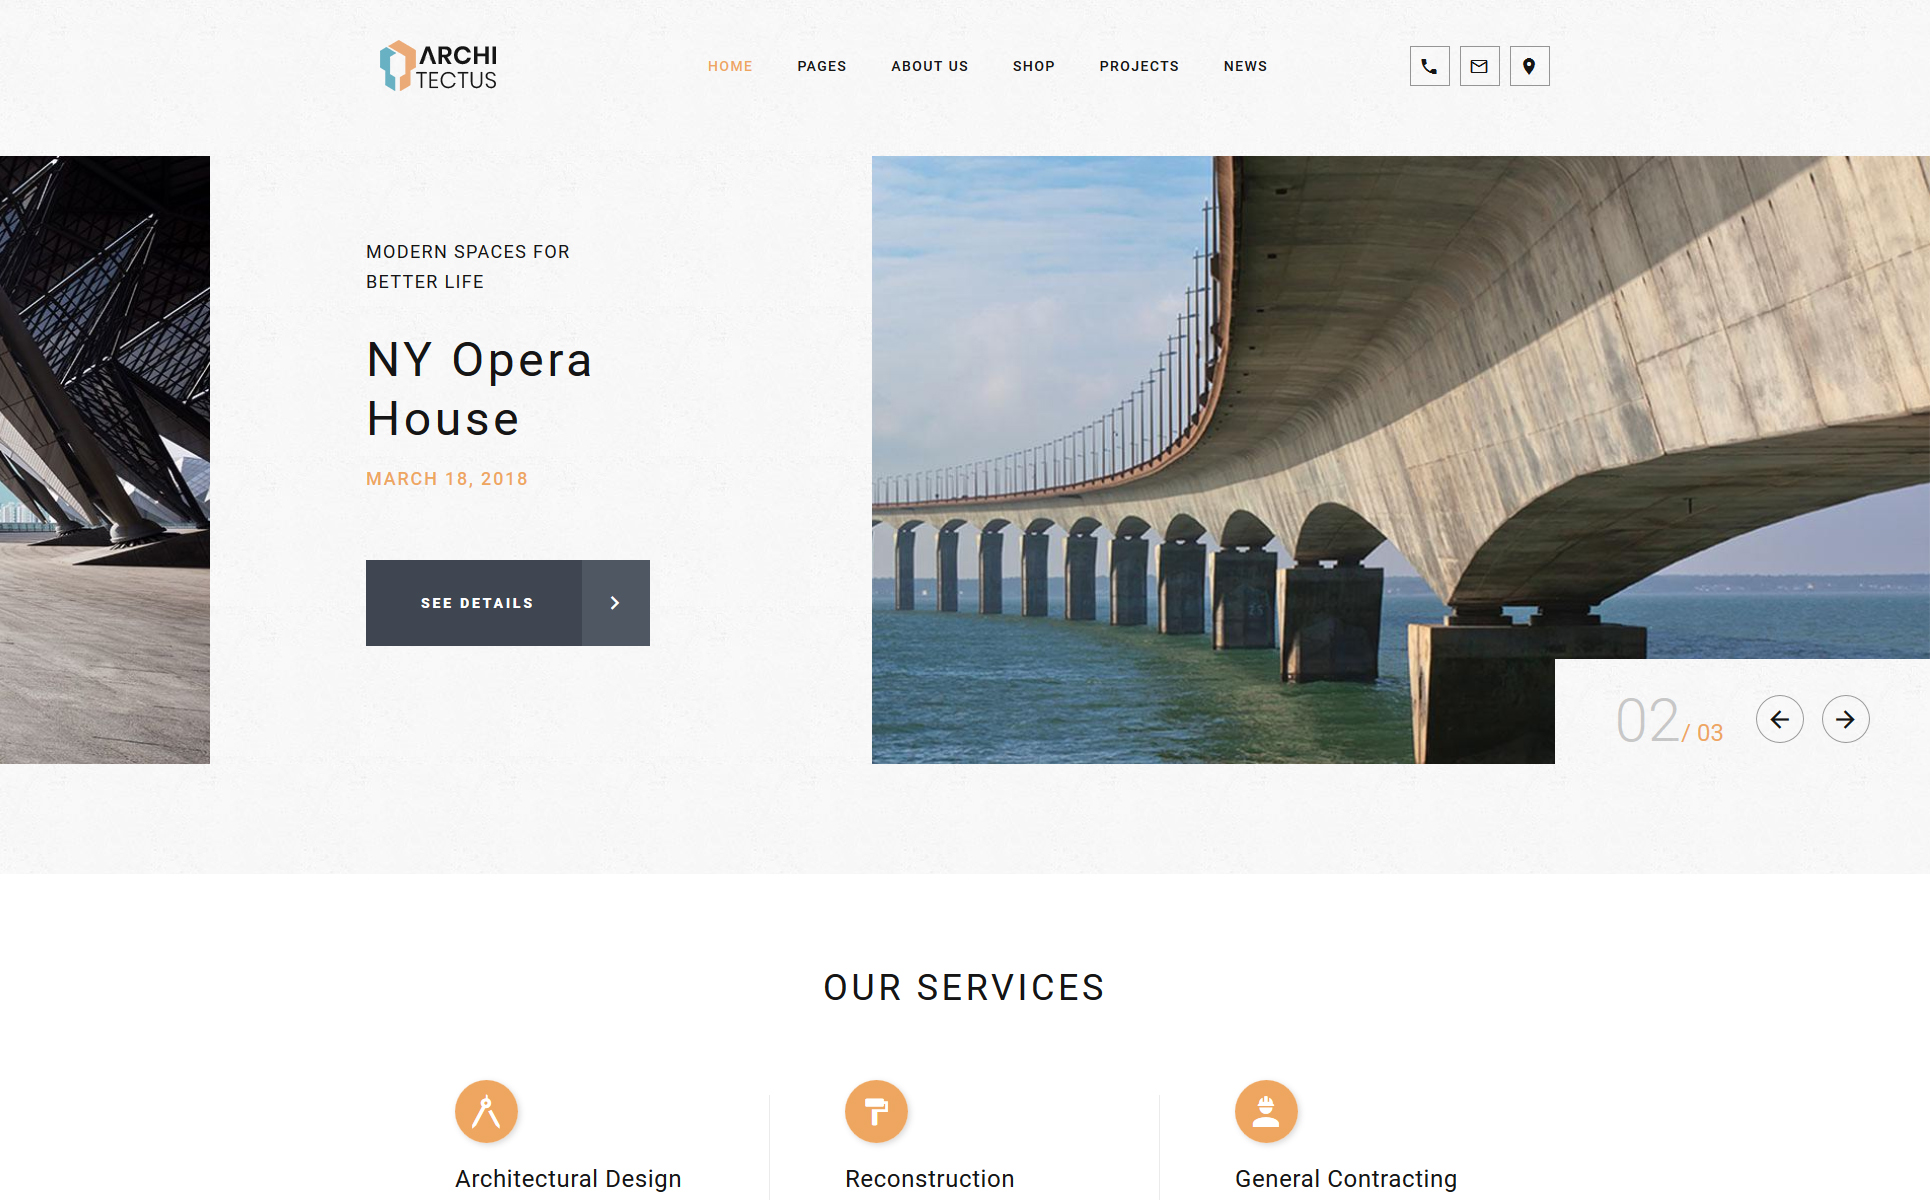 ARCHI
TECTUS
HOME PAGES ABOUT US SHOP PROJECTS NEWS
MODERN SPACES FOR
BETTER LIFE
NY Opera
House
MARCH 18, 2018
SEE DETAILS
25
02 / 03
OUR SERVICES
Architectural Design
Reconstruction
General Contracting